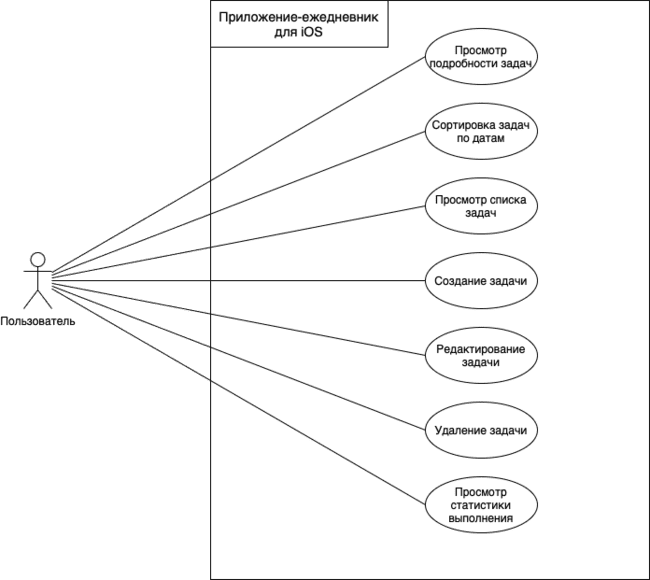 Приложение-ежедневник
для iOS
Просмотр
подробности задач
Сортировка задач
по датам
Просмотр списка
задач
Создание задачи
Пользователь
Редактирование
задачи
Удаление задачи
Просмотр
статистики
выполнения